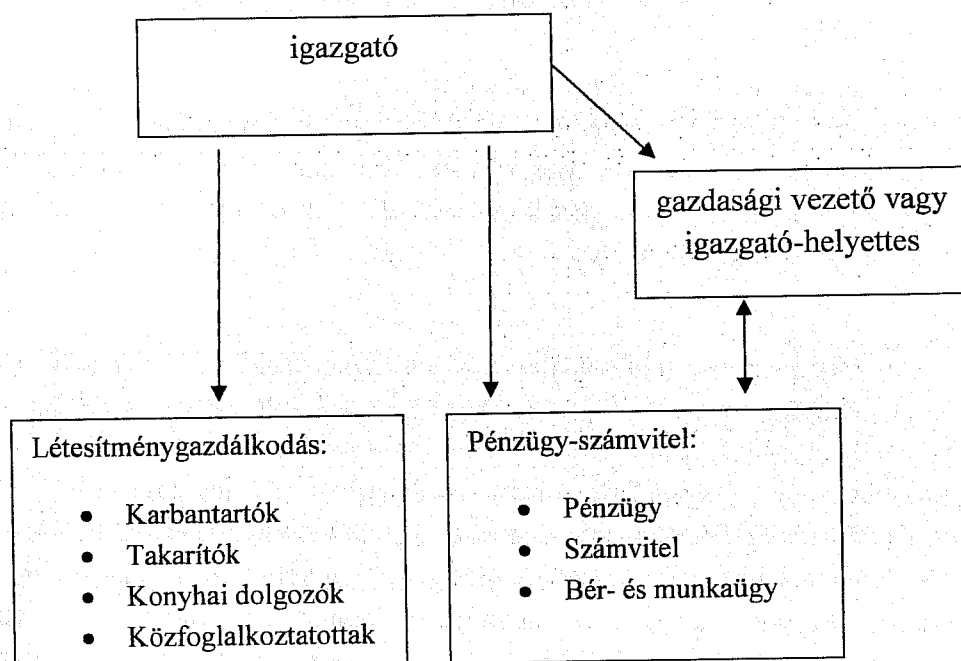 igazgató
gazdasági vezető vagy
igazgató-helyettes
Létesítménygazdálkodás:
• Karbantartók
• Takarítók
• Konyhai dolgozók
• Közfoglalkoztatottak
Pénzügy-számvitel:
• Pénzügy
• Számvitel
• Bér- és munkaügy